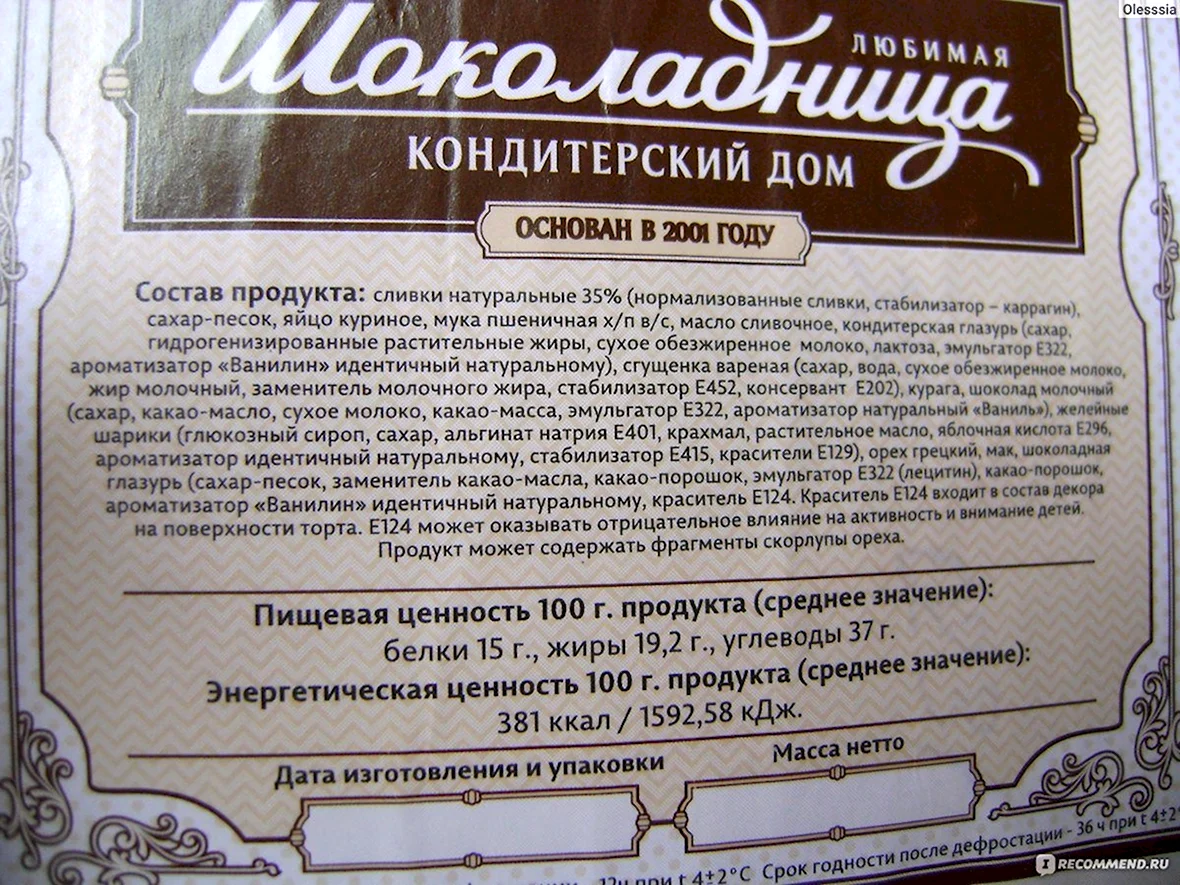 Olesssia
ЛЮБИМАЯ
Шоколадница
КОНДИТЕРСКИЙ ДОМ
ОСНОВАН В 2001 ГОДУ
Состав продукта: сливки натуральные 35% (нормализованные сливки, стабилизатор – каррагин),
сахар-песок, яйцо куриное, мука пшеничная х/п в/с, масло сливочное, кондитерская глазурь (сахар,
гидрогенизированные растительные жиры, сухое обезжиренное молоко, лактоза, эмульгатор Е322,
ароматизатор «Ванилин» идентичный натуральному), сгущенка вареная (сахар, вода, сухое обезжиренное молоко,
жир молочный, заменитель молочного жира, стабилизатор Е452, консервант Е202), курага, шоколад молочный
(сахар, какао-масло, сухое молоко, какао-масса, эмульгатор Е322, ароматизатор натуральный «Ваниль»), желейные
шарики (глюкозный сироп, сахар, альгинат натрия Е401, крахмал, растительное масло, яблочная кислота Е296,
ароматизатор идентичный натуральному, стабилизатор Е415, красители Е129), орех грецкий, мак, шоколадная
глазурь (сахар-песок, заменитель какао-масла, какао-порошок, эмульгатор Е322 (лецитин), какао-порошок,
ароматизатор «Ванилин» идентичный натуральному, краситель Е124. Краситель Е124 входит в состав декора
на поверхности торта. Е124 может оказывать отрицательное влияние на активность и внимание детей.
Продукт может содержать фрагменты скорлупы ореха.
Пищевая ценность 100 г. продукта (среднее значение):
белки 15 г., жиры 19,2 г., углеводы 37 г.
Энергетическая ценность 100 г. продукта (среднее значение):
381 ккал / 1592,58 кДж.
Дата изготовления и упаковки
Масса нетто
12ч при t 4±2°C Срок годности после дефростации - 36 ч при t 4±2°
RECOMMEND.RU